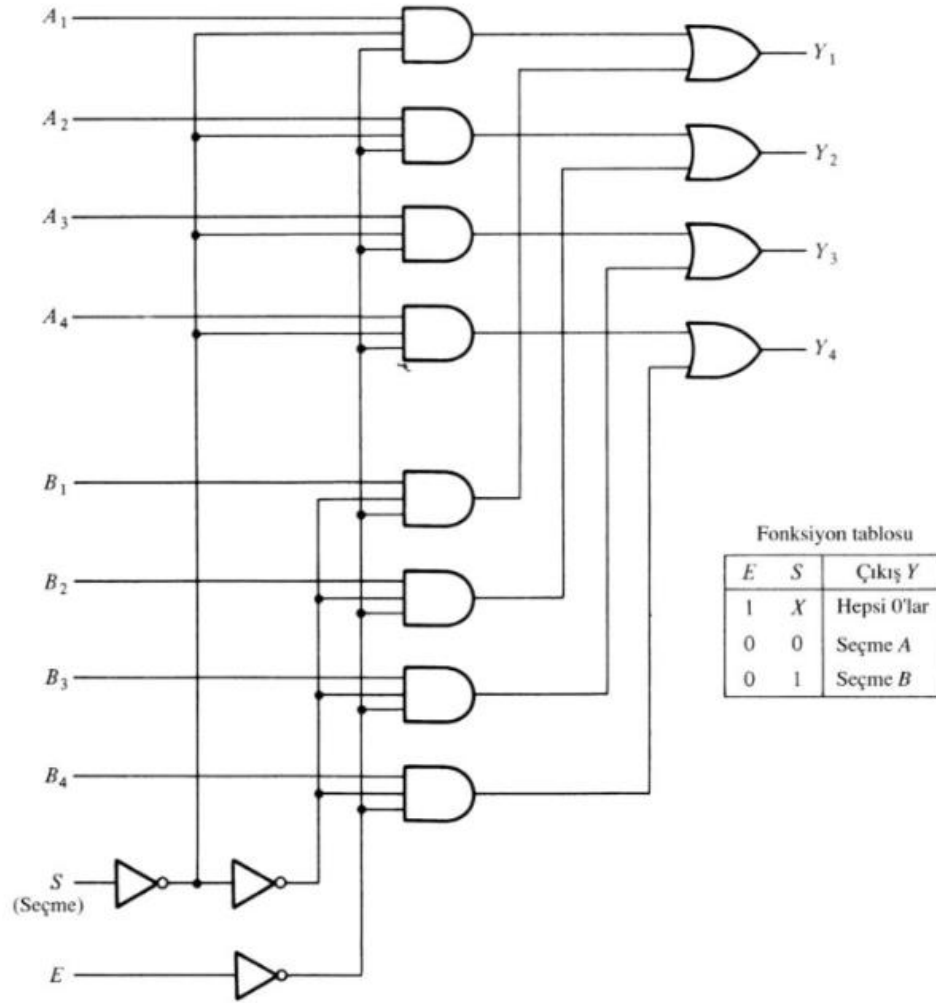 A₁
Y₁
A₂
Y₂
A₃
Y₃
A₄
Y₄
B₁
B₂
B₃
B₄
S
(Seçme)
E
Fonksiyon tablosu
E S Çıkış Y
1 X Hepsi 0'lar
0 0 Seçme A
0 1 Seçme B